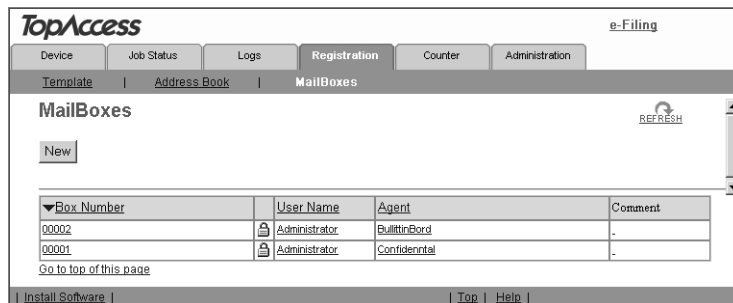 TopAccess e-Filing
Device Job Status Logs Registration Counter Administration
Template | Address Book | MailBoxes
MailBoxes
REFRESH
New
▼Box Number User Name Agent Comment
00002 Administrator BullittinBord -
00001 Administrator Confidenntal -
Go to top of this page
| Install Software | | Top | Help |